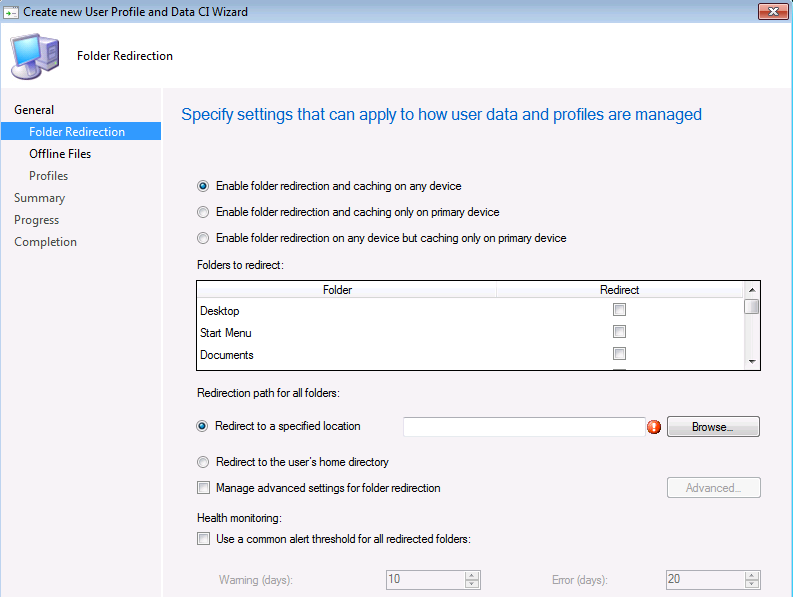 Create new User Profile and Data CI Wizard
Folder Redirection
General
Folder Redirection
Offline Files
Profiles
Summary
Progress
Completion
Specify settings that can apply to how user data and profiles are managed
Enable folder redirection and caching on any device
Enable folder redirection and caching only on primary device
Enable folder redirection on any device but caching only on primary device
Folders to redirect:
Folder Redirect
Desktop
Start Menu
Documents
Redirection path for all folders:
Redirect to a specified location Browse...
Redirect to the user's home directory
Manage advanced settings for folder redirection Advanced...
Health monitoring:
Use a common alert threshold for all redirected folders:
Warning (days): 10 Error (days): 20